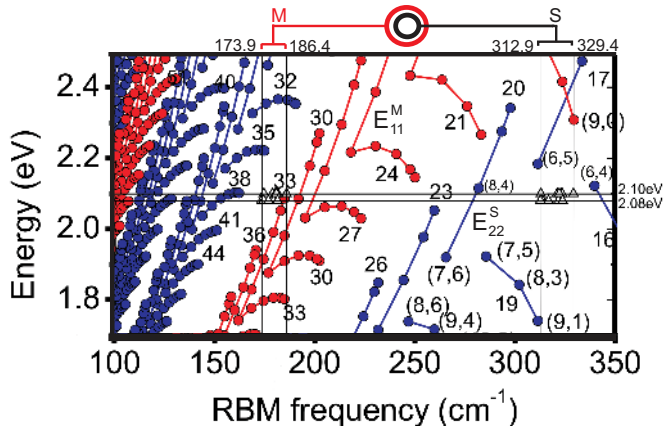 M S
173.9 186.4 312.9 329.4
2.4
2.2
2.0
1.8
Energy (eV)
40 32 30 20 17
35 E₁₁ᴹ 21 (9,0)
(6,5)
38 33 24 (8,4) (6,4)
2.10eV
2.08eV
41 36 27 23 E₂₂ˢ 16
44 30 26 (7,6) (7,5)
(8,3)
33 (8,6) 19
(9,4) (9,1)
100 150 200 250 300 350
RBM frequency (cm⁻¹)